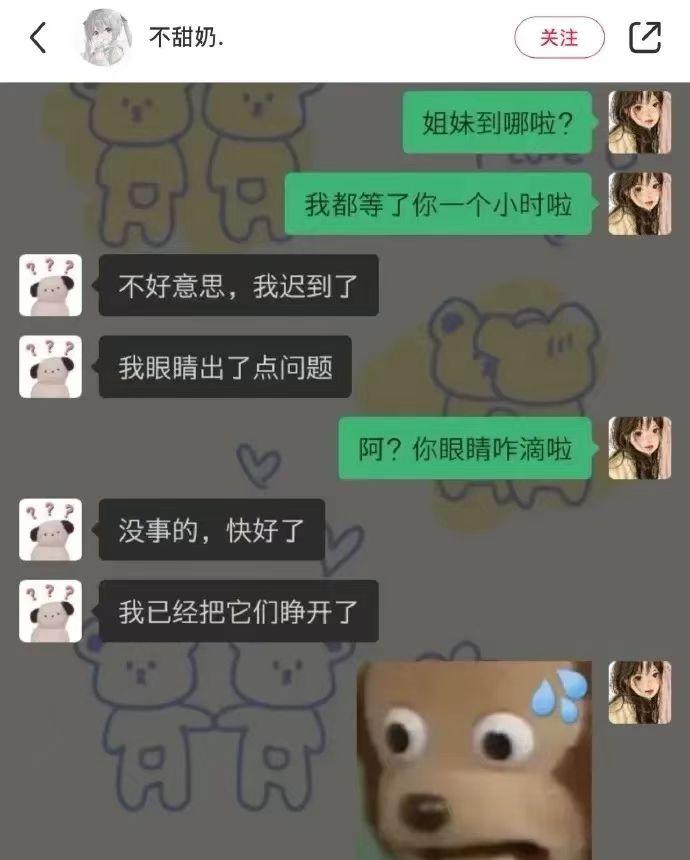 不甜奶.
关注
姐妹到哪啦?
我都等了你一个小时啦
???
不好意思，我迟到了
???
我眼睛出了点问题
阿? 你眼睛咋滴啦
???
没事的，快好了
???
我已经把它们睁开了